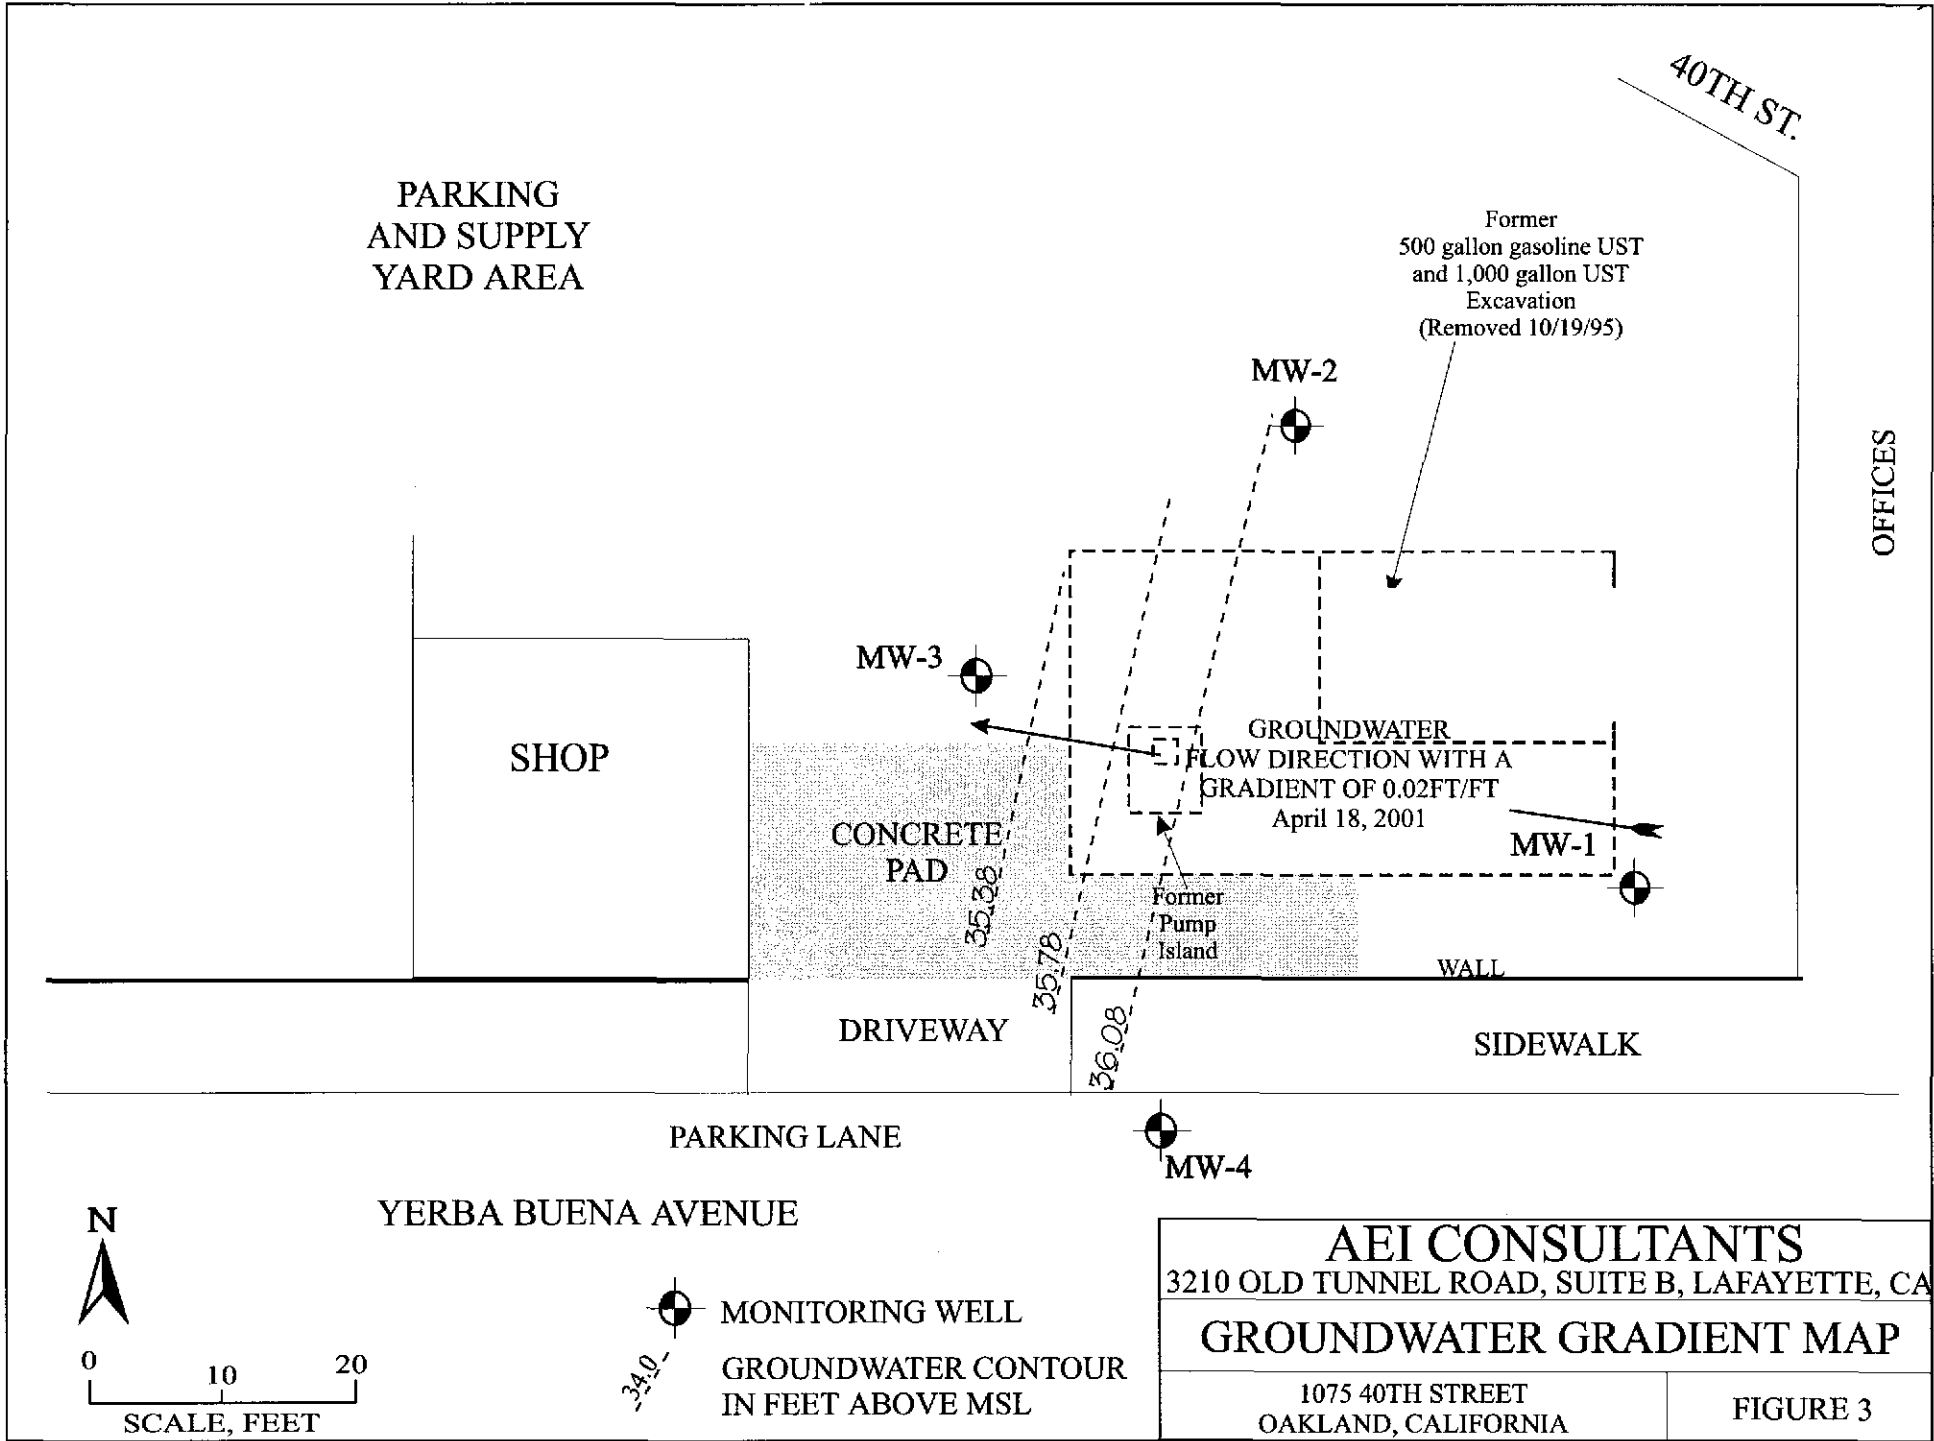 40TH ST.
PARKING
AND SUPPLY
YARD AREA
Former
500 gallon gasoline UST
and 1,000 gallon UST
Excavation
(Removed 10/19/95)
MW-2
OFFICES
MW-3
SHOP
GROUNDWATER
FLOW DIRECTION WITH A
GRADIENT OF 0.02FT/FT
April 18, 2001
CONCRETE
PAD
MW-1
35.38
35.78
36.08
Former
Pump
Island
WALL
DRIVEWAY
SIDEWALK
PARKING LANE
MW-4
YERBA BUENA AVENUE
N
0
10
20
SCALE, FEET
MONITORING WELL
34.0
GROUNDWATER CONTOUR
IN FEET ABOVE MSL
AEI CONSULTANTS
3210 OLD TUNNEL ROAD, SUITE B, LAFAYETTE, CA
GROUNDWATER GRADIENT MAP
1075 40TH STREET
OAKLAND, CALIFORNIA
FIGURE 3